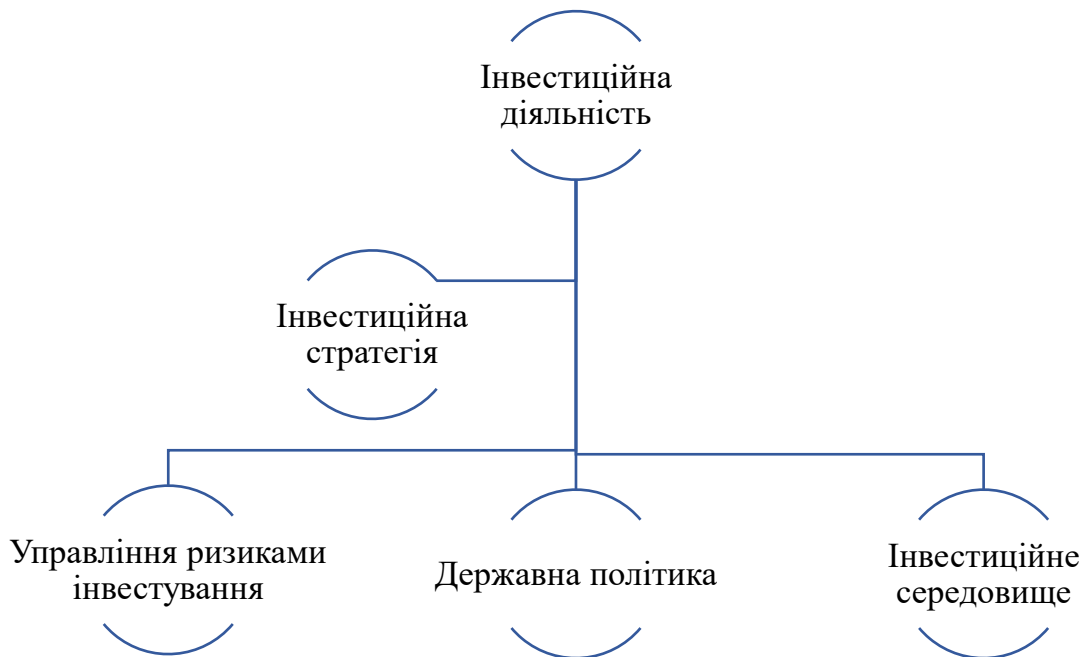 Інвестиційна
діяльність
Інвестиційна
стратегія
Управління ризиками
інвестування
Державна політика
Інвестиційне
середовище